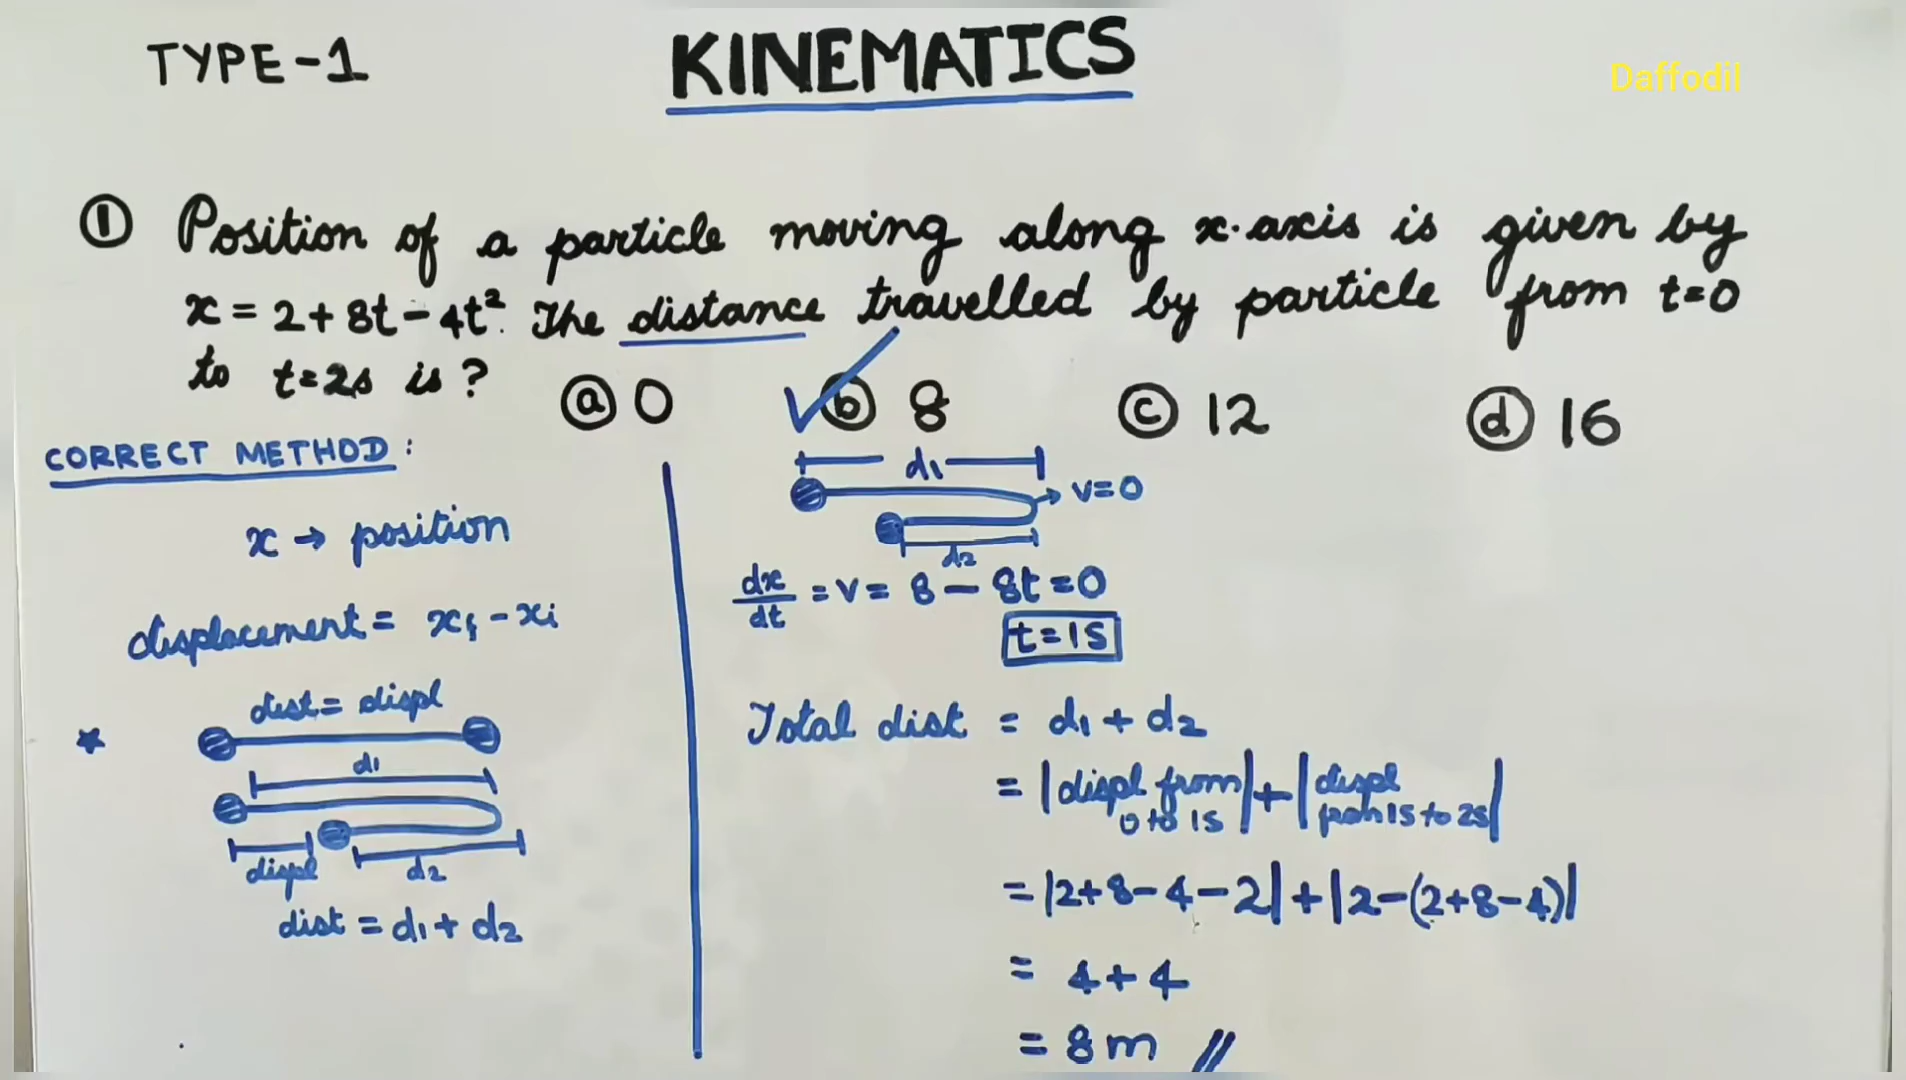 TYPE-1
KINEMATICS
Daffodil
① Position of a particle moving along x-axis is given by
x = 2 + 8t - 4t². The distance travelled by particle from t=0
to t=2s is?
ⓐ 0
ⓑ 8
ⓒ 12
ⓓ 16
CORRECT METHOD:
x → position
displacement = xf - xi
dist = displ
d1
displ
d2
dist = d1 + d2
d1
v=0
d2
dx/dt = v = 8 - 8t = 0
t=1s
Total dist = d1 + d2
= |displ from 0 to 1s| + |displ from 1s to 2s|
= |2+8-4-2| + |2-(2+8-4)|
= 4 + 4
= 8m //